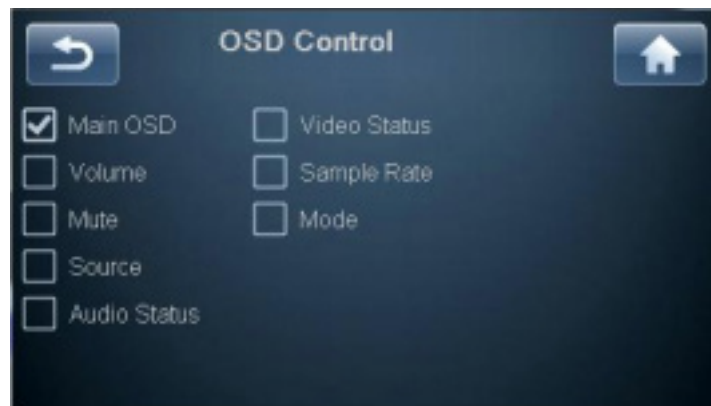 OSD Control
Main OSD
Volume
Mute
Source
Audio Status
Video Status
Sample Rate
Mode